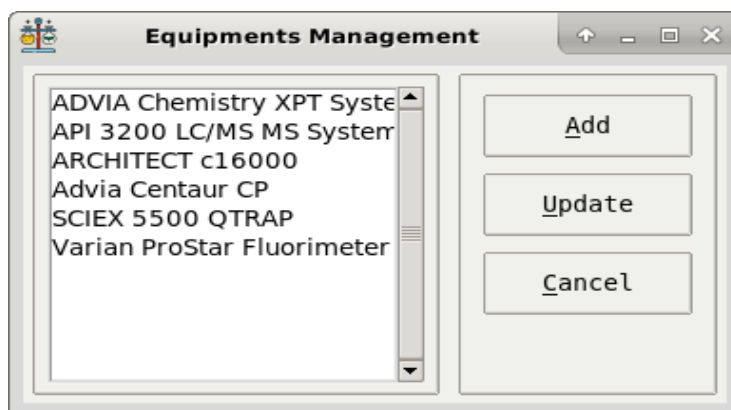 Equipments Management
ADVIA Chemistry XPT Syste
API 3200 LC/MS MS System
ARCHITECT c16000
Advia Centaur CP
SCIEX 5500 QTRAP
Varian ProStar Fluorimeter
Add
Update
Cancel